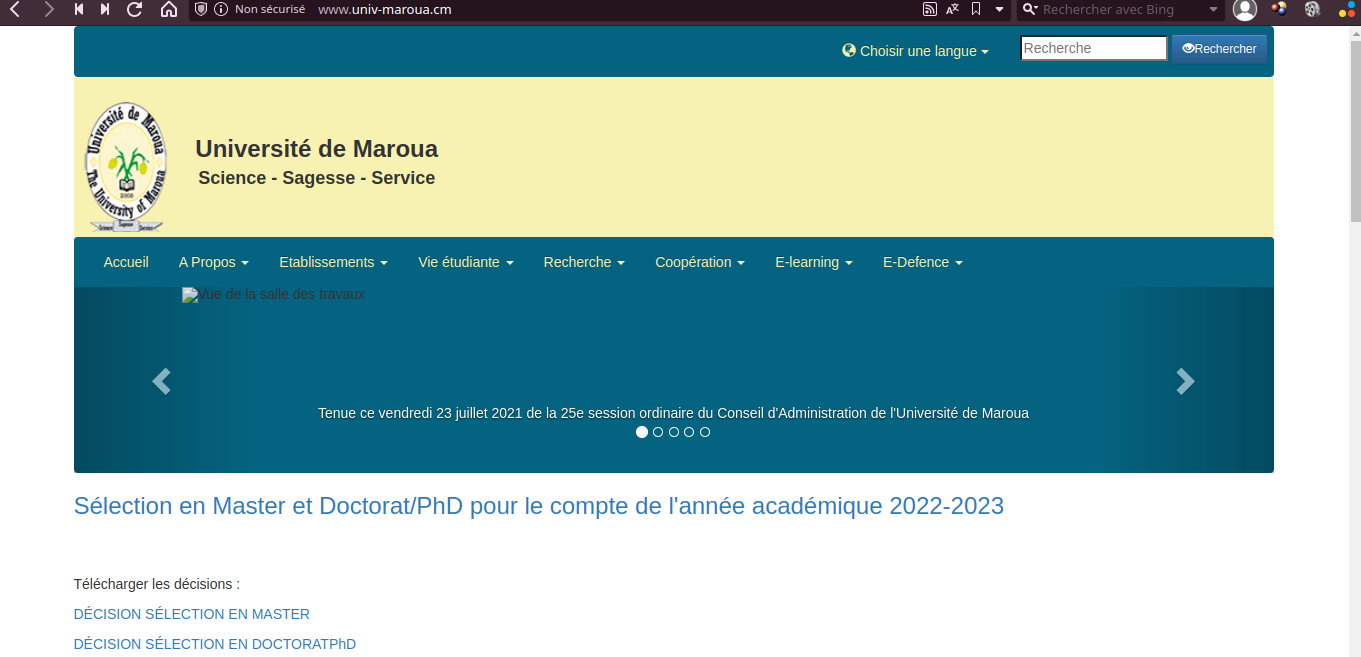 Non sécurisé www.univ-maroua.cm Rechercher avec Bing
Choisir une langue Recherche Rechercher
Université de Maroua
The University of Maroua
2008
Science Sagesse Service
Université de Maroua
Science - Sagesse - Service
Accueil A Propos Etablissements Vie étudiante Recherche Coopération E-learning E-Defence
Vue de la salle des travaux
Tenue ce vendredi 23 juillet 2021 de la 25e session ordinaire du Conseil d'Administration de l'Université de Maroua
Sélection en Master et Doctorat/PhD pour le compte de l'année académique 2022-2023
Télécharger les décisions :
DÉCISION SÉLECTION EN MASTER
DÉCISION SÉLECTION EN DOCTORATPhD